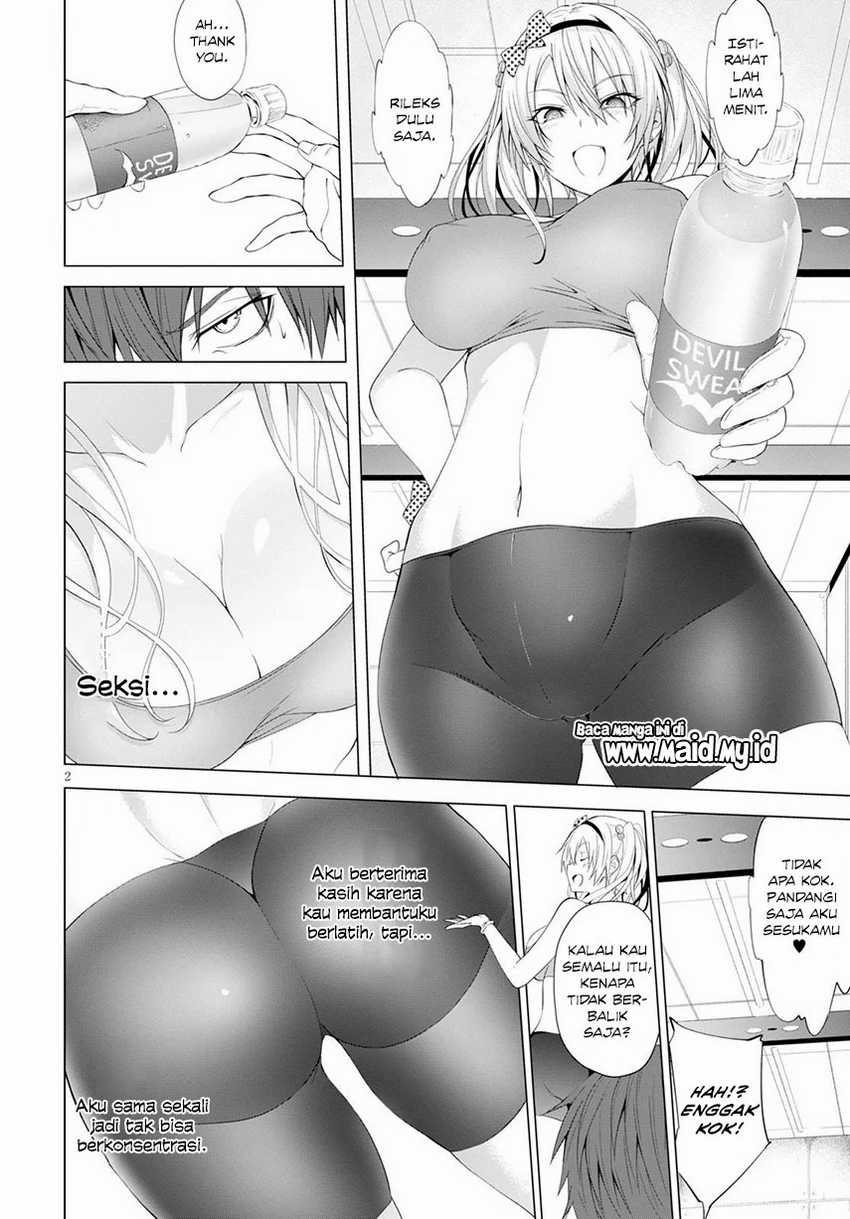 ISTI-
RAHAT
LAH
LIMA
MENIT.
RILEKS
DULU
SAJA.
DEVIL
SWEA
AH...
THANK
YOU.
DEVIL
SW
Seksi...
Baca Manga ini di
www.Maid.My.id
2
TIDAK
APA KOK.
PANDANGI
SAJA AKU
SESUKAMU
♥
KALAU KAU
SEMALU ITU,
KENAPA
TIDAK BER-
BALIK
SAJA?
HAH!?
ENGGAK
KOK!
Aku berterima
kasih karena
kau membantuku
berlatih, tapi...
Aku sama sekali
jadi tak bisa
berkonsentrasi.